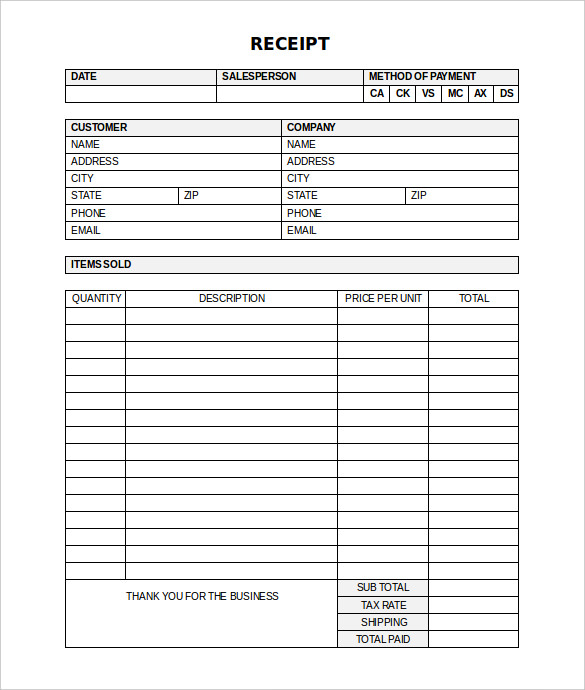 RECEIPT
DATE SALESPERSON METHOD OF PAYMENT
CA CK VS MC AX DS
CUSTOMER COMPANY
NAME NAME
ADDRESS ADDRESS
CITY CITY
STATE ZIP STATE ZIP
PHONE PHONE
EMAIL EMAIL
ITEMS SOLD
QUANTITY DESCRIPTION PRICE PER UNIT TOTAL
SUB TOTAL
THANK YOU FOR THE BUSINESS
TAX RATE
SHIPPING
TOTAL PAID